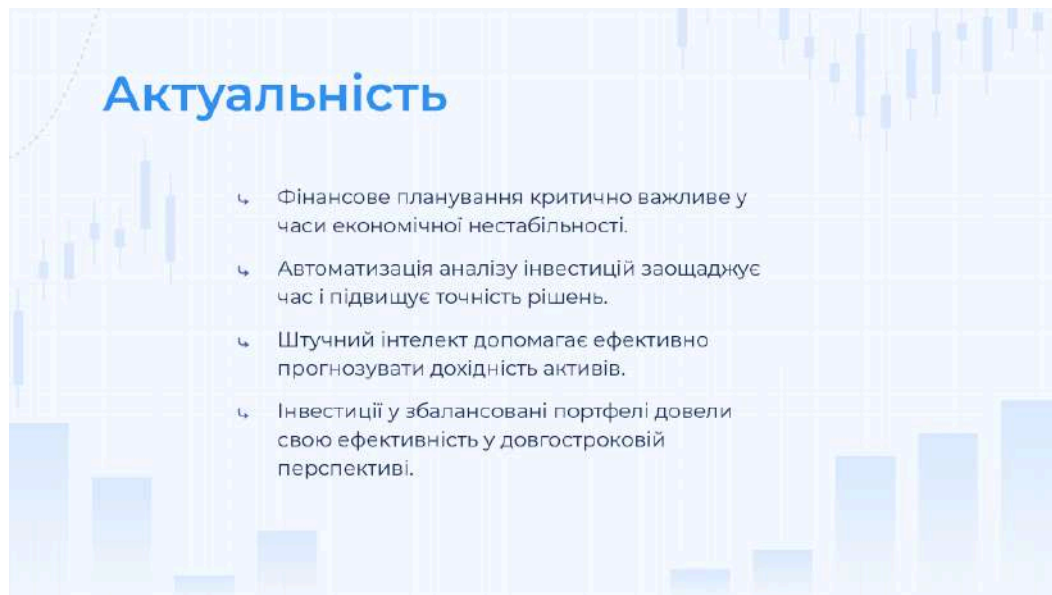 Актуальність
Фінансове планування критично важливе у
часи економічної нестабільності.
Автоматизація аналізу інвестицій заощаджує
час і підвищує точність рішень.
Штучний інтелект допомагає ефективно
прогнозувати дохідність активів.
Інвестиції у збалансовані портфелі довели
свою ефективність у довгостроковій
перспективі.